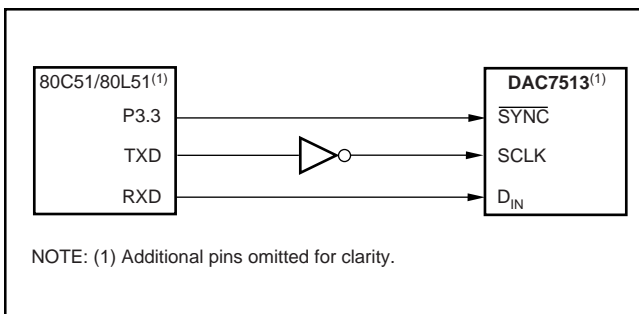 80C51/80L51(1)
P3.3
TXD
RXD
DAC7513(1)
SYNC
SCLK
DIN
NOTE: (1) Additional pins omitted for clarity.